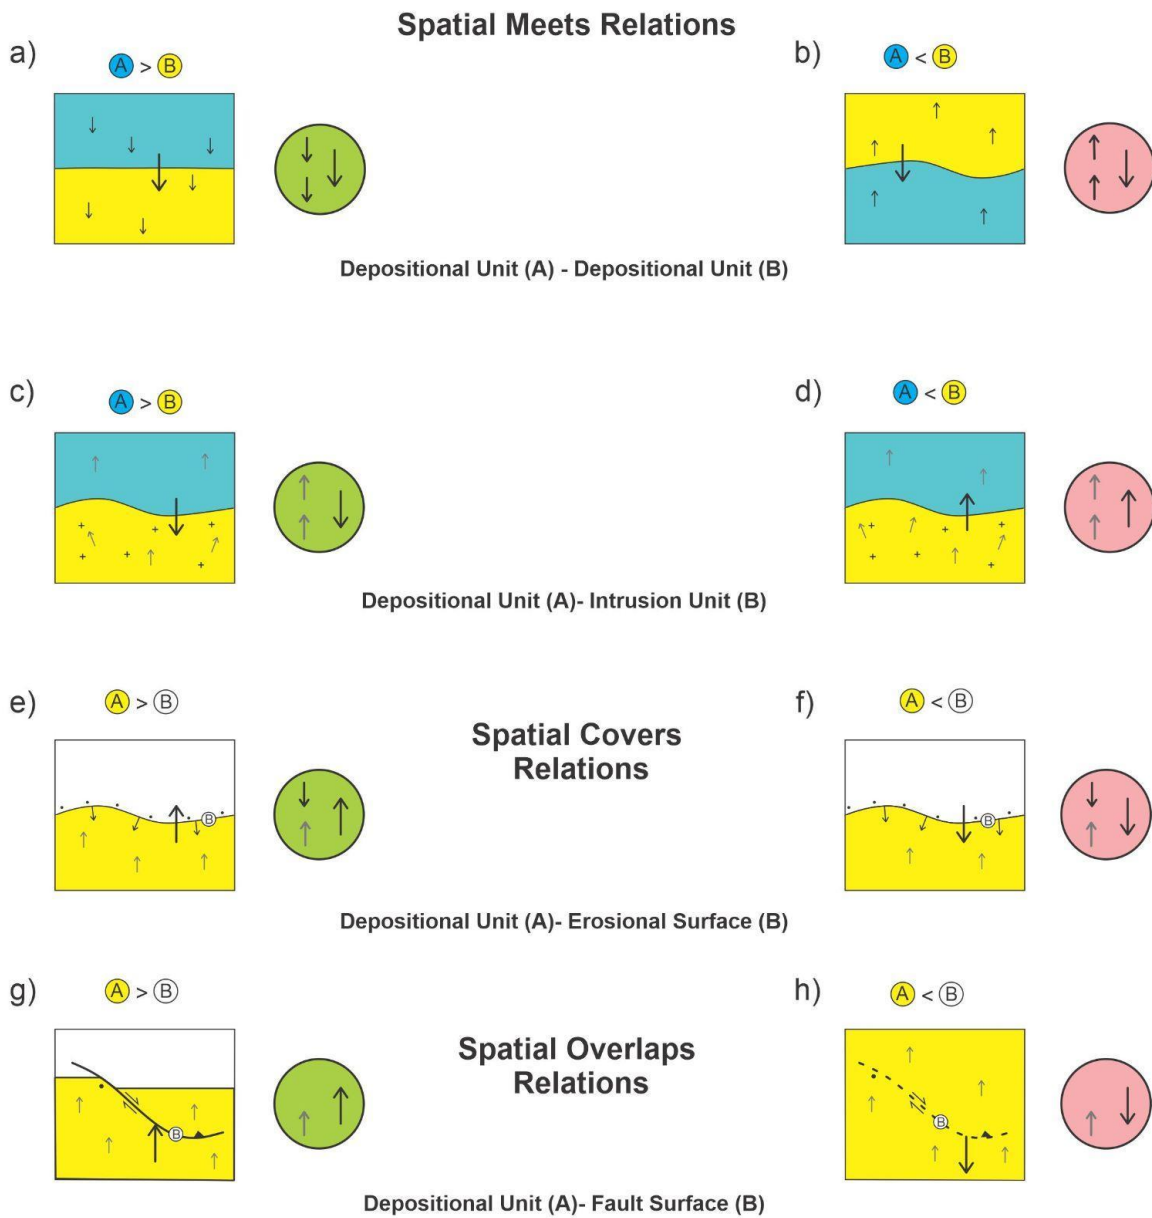 Spatial Meets Relations
a)
A > B
b)
A < B
Depositional Unit (A) - Depositional Unit (B)
c)
A > B
d)
A < B
Depositional Unit (A)- Intrusion Unit (B)
e)
A > B
f)
A < B
Spatial Covers
Relations
B
B
Depositional Unit (A)- Erosional Surface (B)
g)
A > B
h)
A < B
Spatial Overlaps
Relations
B
B
Depositional Unit (A)- Fault Surface (B)